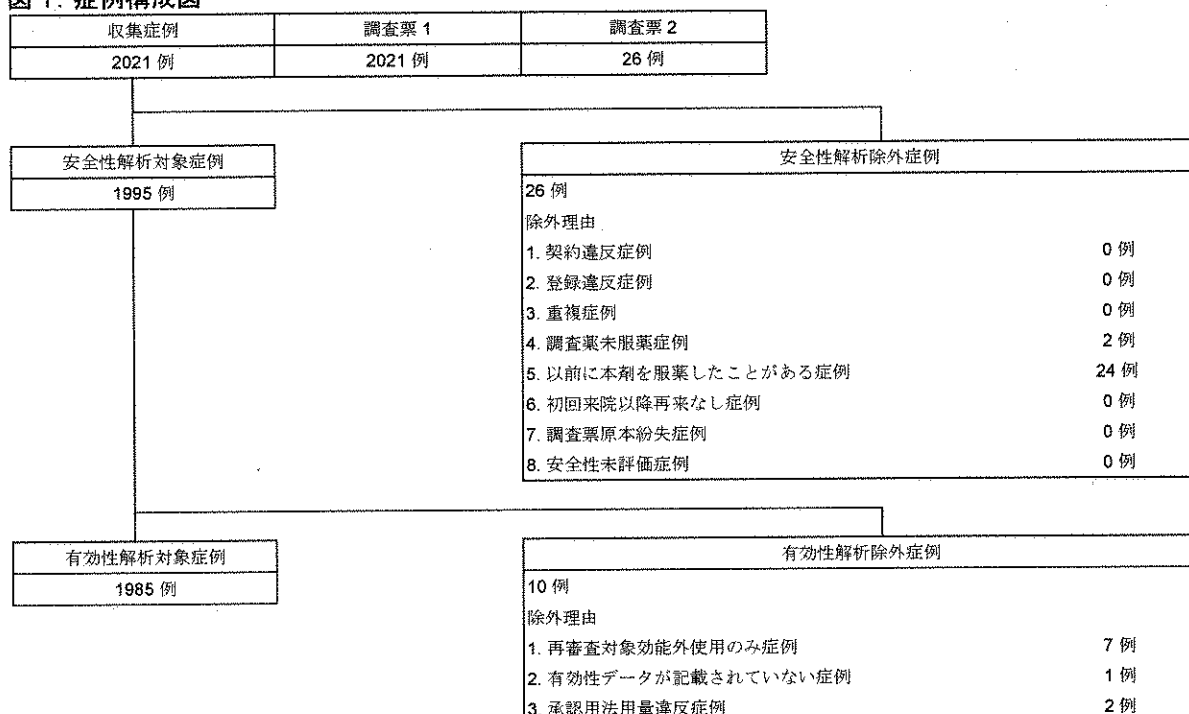 図 1. 症例構成図
収集症例 調査票 1 調査票 2
2021 例 2021 例 26 例
安全性解析対象症例
1995 例
安全性解析除外症例
26 例
除外理由
1. 契約違反症例 0 例
2. 登録違反症例 0 例
3. 重複症例 0 例
4. 調査薬未服薬症例 2 例
5. 以前に本剤を服薬したことがある症例 24 例
6. 初回来院以降再来なし症例 0 例
7. 調査票原本紛失症例 0 例
8. 安全性未評価症例 0 例
有効性解析対象症例
1985 例
有効性解析除外症例
10 例
除外理由
1. 再審査対象効能外使用のみ症例 7 例
2. 有効性データが記載されていない症例 1 例
3. 承認用法用量違反症例 2 例